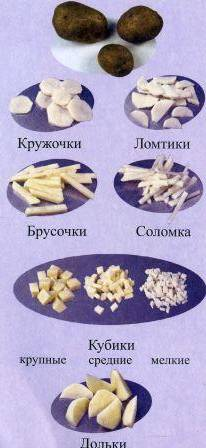 Кружочки Ломтики
Брусочки Соломка
Кубики
крупные средние мелкие
Дольки